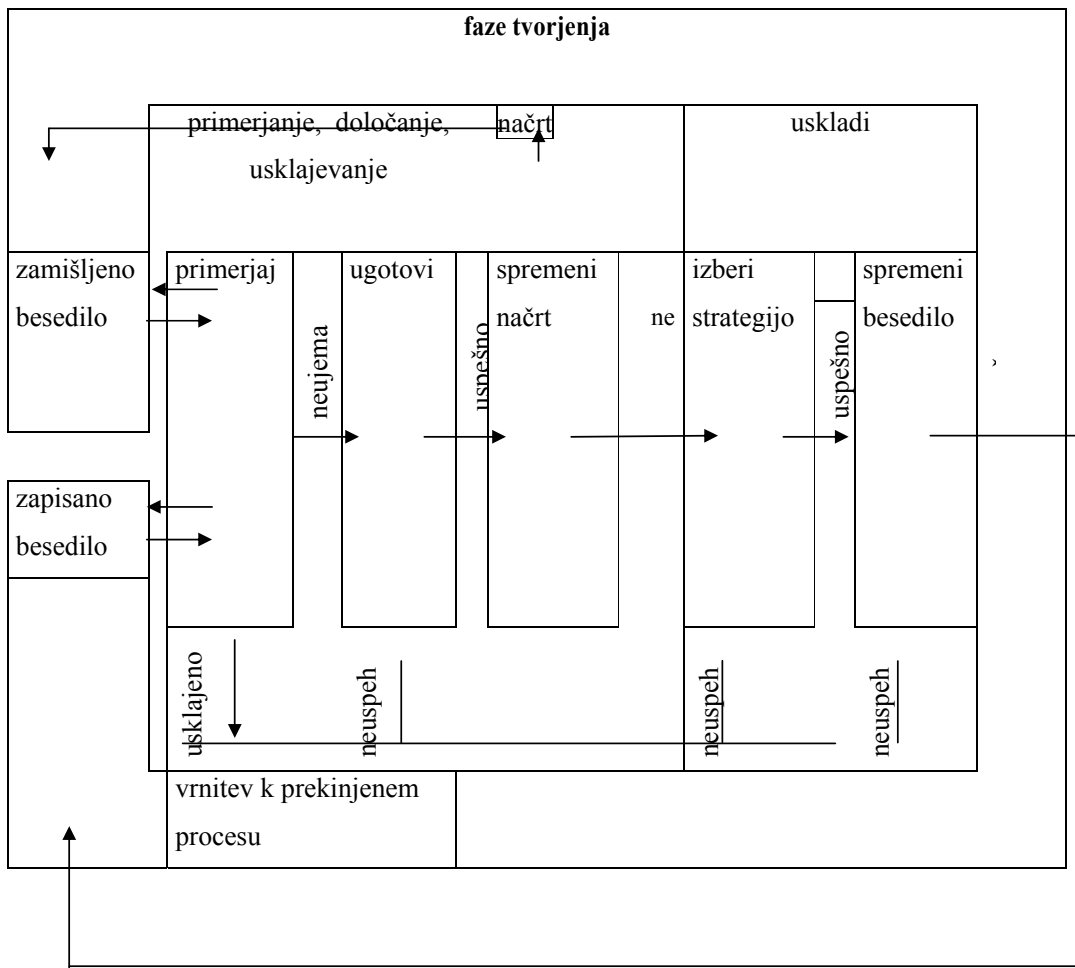 faze tvorjenja
primerjanje, določanje,
usklajevanje
načrt
uskladi
zamišljeno
besedilo
primerjaj
neujema
ugotovi
uspešno
spremeni
načrt
ne
izberi
strategijo
uspešno
spremeni
besedilo
zapisano
besedilo
usklajeno
neuspeh
neuspeh
neuspeh
vrnitev k prekinjenem
procesu